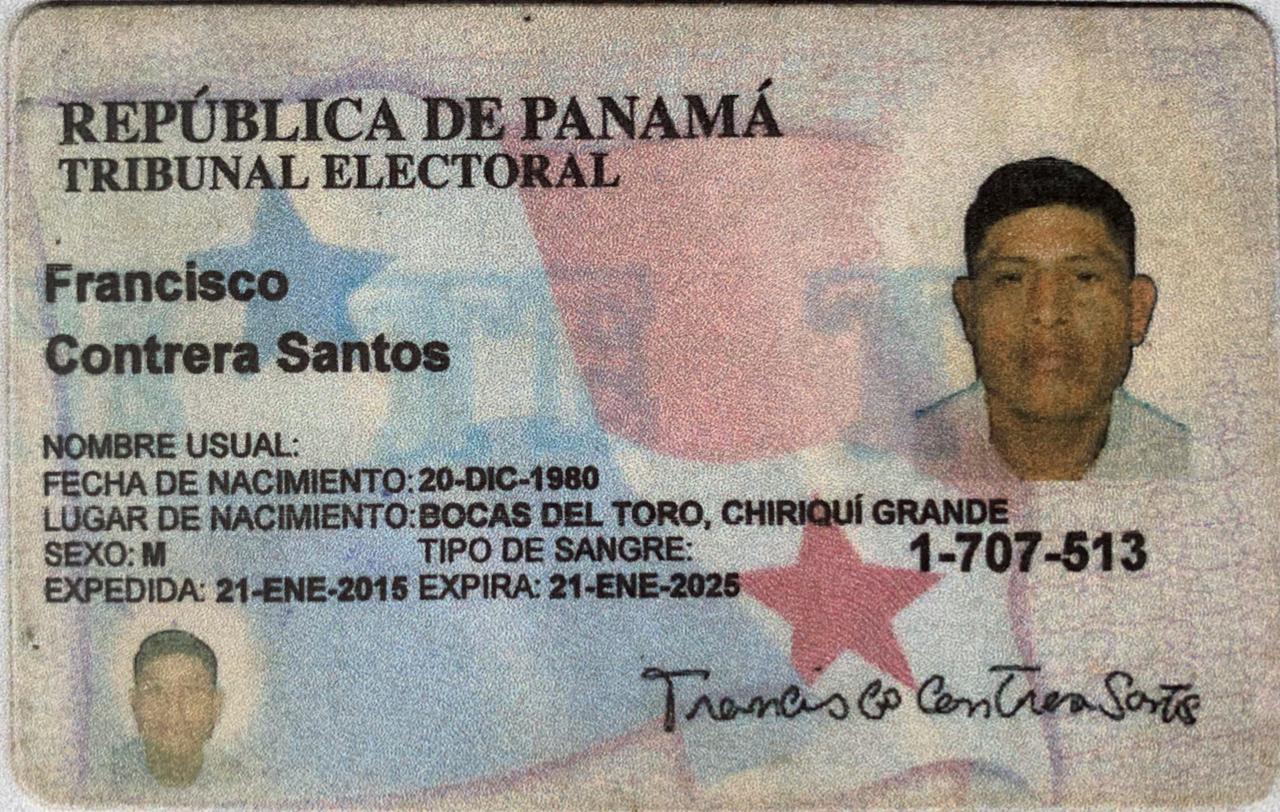 REPÚBLICA DE PANAMÁ
TRIBUNAL ELECTORAL
Francisco
Contrera Santos
NOMBRE USUAL:
FECHA DE NACIMIENTO: 20-DIC-1980
LUGAR DE NACIMIENTO: BOCAS DEL TORO, CHIRIQUÍ GRANDE
SEXO: M TIPO DE SANGRE: 1-707-513
EXPEDIDA: 21-ENE-2015 EXPIRA: 21-ENE-2025
Francisco Contrera Santos